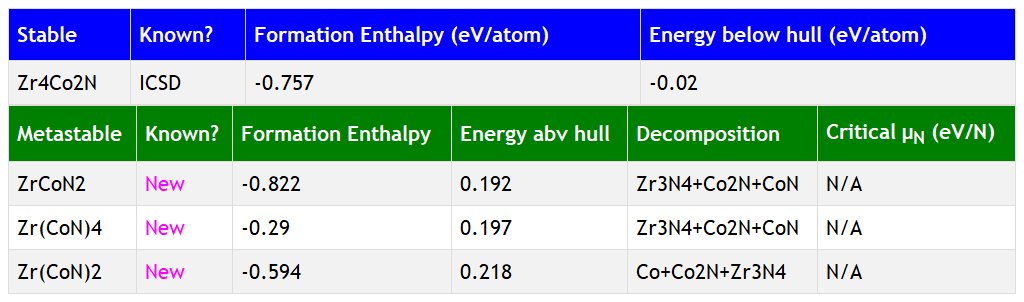 Stable Known? Formation Enthalpy (eV/atom) Energy below hull (eV/atom)
Zr4Co2N ICSD -0.757 -0.02
Metastable Known? Formation Enthalpy Energy abv hull Decomposition Critical μN (eV/N)
ZrCoN2 New -0.822 0.192 Zr3N4+Co2N+CoN N/A
Zr(CoN)4 New -0.29 0.197 Zr3N4+Co2N+CoN N/A
Zr(CoN)2 New -0.594 0.218 Co+Co2N+Zr3N4 N/A